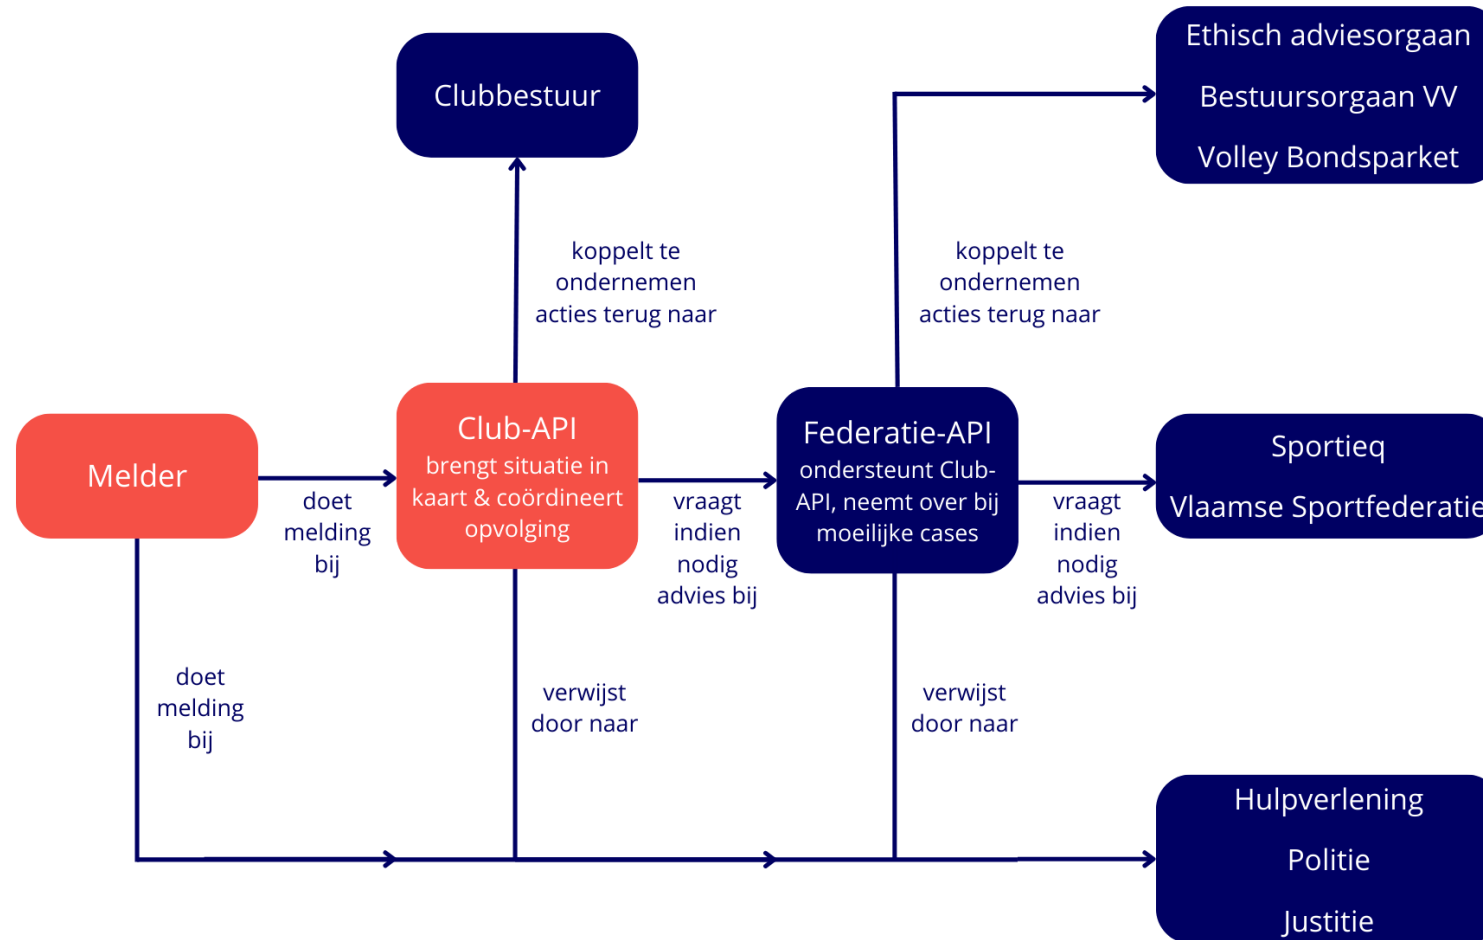 Ethisch adviesorgaan
Bestuursorgaan VV
Volley Bondsparket
Clubbestuur
koppelt te
ondernemen
acties terug naar
koppelt te
ondernemen
acties terug naar
Melder
doet
melding
bij
Club-API
brengt situatie in
kaart & coördineert
opvolging
vraagt
indien
nodig
advies bij
Federatie-API
ondersteunt Club-
API, neemt over bij
moeilijke cases
vraagt
indien
nodig
advies bij
Sportieq
Vlaamse Sportfederatie
doet
melding
bij
verwijst
door naar
verwijst
door naar
Hulpverlening
Politie
Justitie